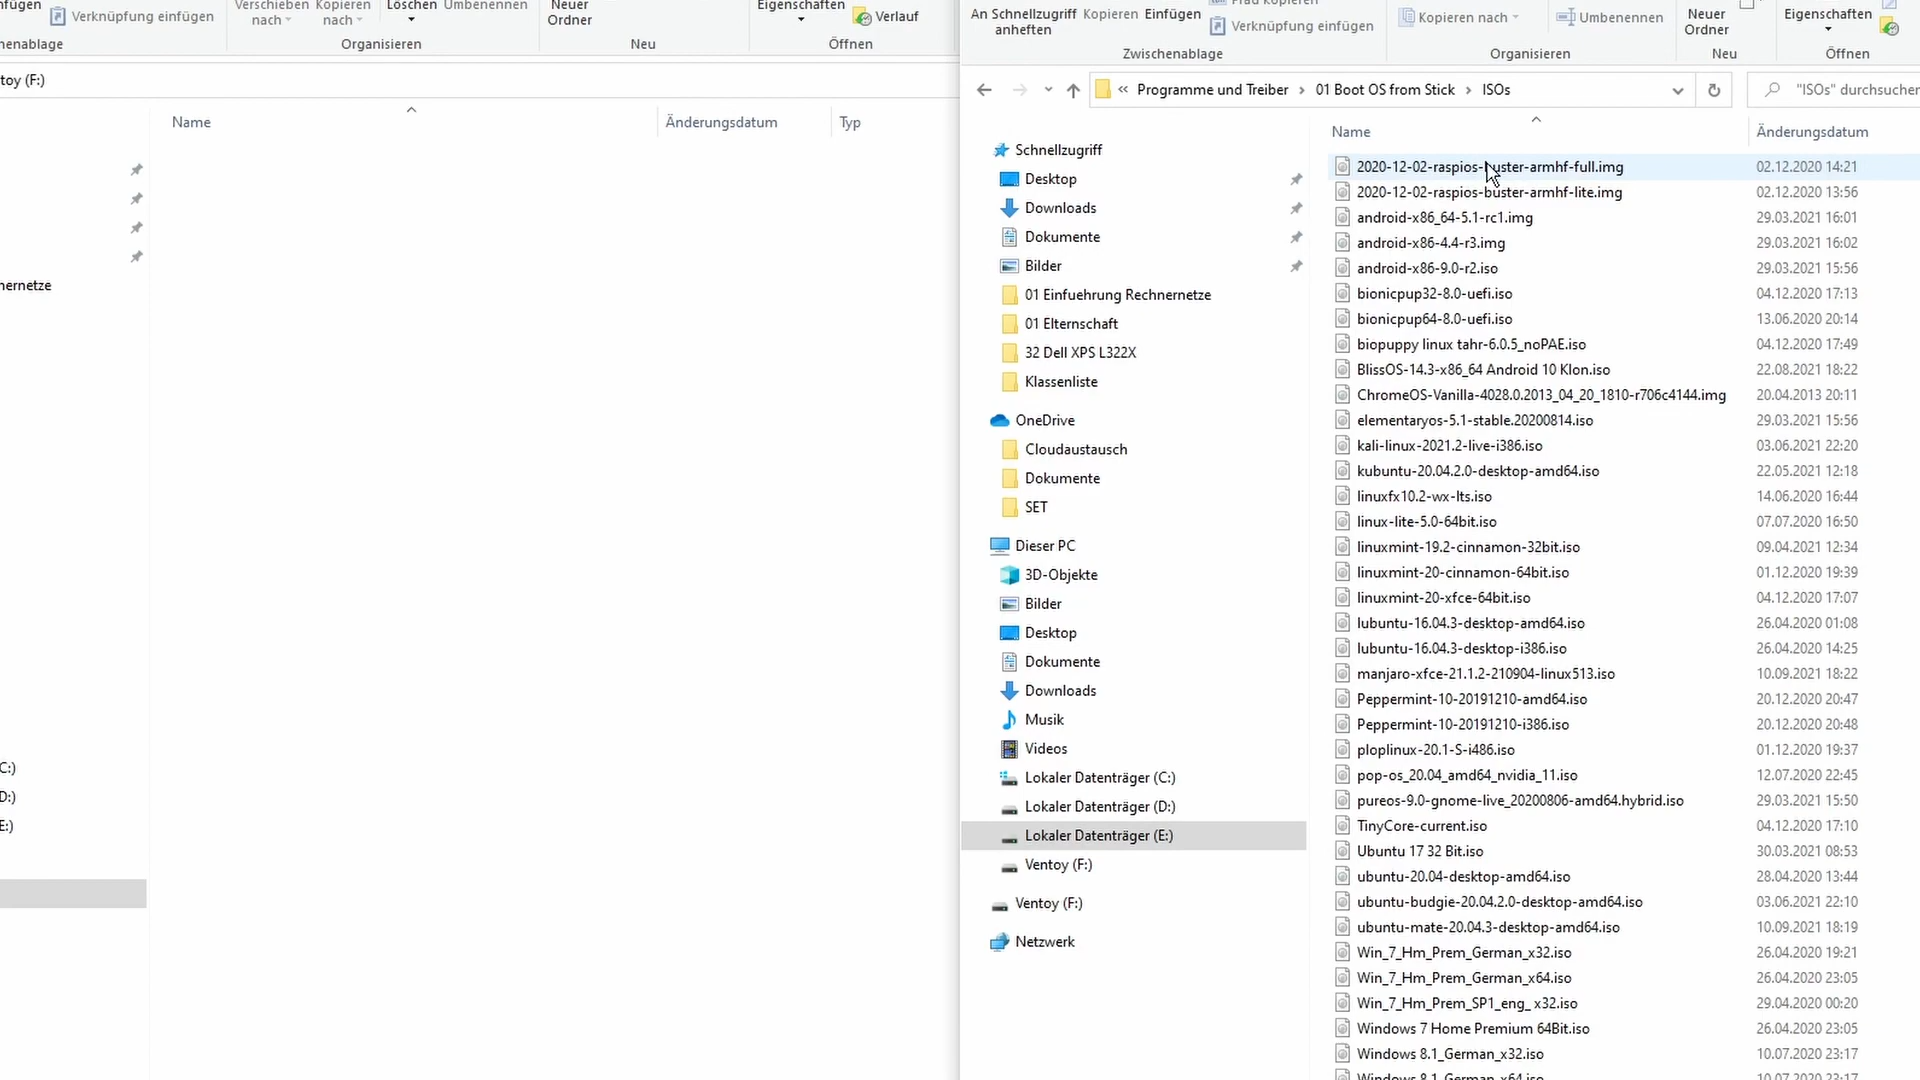 nfügen
Verknüpfung einfügen
Verschieben nach
Kopieren nach
Löschen
Umbenennen
Neuer Ordner
Eigenschaften
Verlauf
henablage
Organisieren
Neu
Öffnen
toy (F:)
Name
Änderungsdatum
Typ
hernetze
C:)
D:)
E:)
An Schnellzugriff anheften
Kopieren
Einfügen
Pfad kopieren
Verknüpfung einfügen
Kopieren nach
Umbenennen
Neuer Ordner
Eigenschaften
Zwischenablage
Organisieren
Neu
Öffnen
« Programme und Treiber › 01 Boot OS from Stick › ISOs
"ISOs" durchsuchen
Schnellzugriff
Desktop
Downloads
Dokumente
Bilder
01 Einfuehrung Rechnernetze
01 Elternschaft
32 Dell XPS L322X
Klassenliste
OneDrive
Cloudaustausch
Dokumente
SET
Dieser PC
3D-Objekte
Bilder
Desktop
Dokumente
Downloads
Musik
Videos
Lokaler Datenträger (C:)
Lokaler Datenträger (D:)
Lokaler Datenträger (E:)
Ventoy (F:)
Ventoy (F:)
Netzwerk
Name Änderungsdatum
2020-12-02-raspios-buster-armhf-full.img 02.12.2020 14:21
2020-12-02-raspios-buster-armhf-lite.img 02.12.2020 13:56
android-x86_64-5.1-rc1.img 29.03.2021 16:01
android-x86-4.4-r3.img 29.03.2021 16:02
android-x86-9.0-r2.iso 29.03.2021 15:56
bionicpup32-8.0-uefi.iso 04.12.2020 17:13
bionicpup64-8.0-uefi.iso 13.06.2020 20:14
biopuppy linux tahr-6.0.5_noPAE.iso 04.12.2020 17:49
BlissOS-14.3-x86_64 Android 10 Klon.iso 22.08.2021 18:22
ChromeOS-Vanilla-4028.0.2013_04_20_1810-r706c4144.img 20.04.2013 20:11
elementaryos-5.1-stable.20200814.iso 29.03.2021 15:56
kali-linux-2021.2-live-i386.iso 03.06.2021 22:20
kubuntu-20.04.2.0-desktop-amd64.iso 22.05.2021 12:18
linuxfx10.2-wx-lts.iso 14.06.2020 16:44
linux-lite-5.0-64bit.iso 07.07.2020 16:50
linuxmint-19.2-cinnamon-32bit.iso 09.04.2021 12:34
linuxmint-20-cinnamon-64bit.iso 01.12.2020 19:39
linuxmint-20-xfce-64bit.iso 04.12.2020 17:07
lubuntu-16.04.3-desktop-amd64.iso 26.04.2020 01:08
lubuntu-16.04.3-desktop-i386.iso 26.04.2020 14:25
manjaro-xfce-21.1.2-210904-linux513.iso 10.09.2021 18:22
Peppermint-10-20191210-amd64.iso 20.12.2020 20:47
Peppermint-10-20191210-i386.iso 20.12.2020 20:48
ploplinux-20.1-S-i486.iso 01.12.2020 19:37
pop-os_20.04_amd64_nvidia_11.iso 12.07.2020 22:45
pureos-9.0-gnome-live_20200806-amd64.hybrid.iso 29.03.2021 15:50
TinyCore-current.iso 04.12.2020 17:10
Ubuntu 17 32 Bit.iso 30.03.2021 08:53
ubuntu-20.04-desktop-amd64.iso 28.04.2020 13:44
ubuntu-budgie-20.04.2.0-desktop-amd64.iso 03.06.2021 22:10
ubuntu-mate-20.04.3-desktop-amd64.iso 10.09.2021 18:19
Win_7_Hm_Prem_German_x32.iso 26.04.2020 19:21
Win_7_Hm_Prem_German_x64.iso 26.04.2020 23:05
Win_7_Hm_Prem_SP1_eng_ x32.iso 29.04.2020 00:20
Windows 7 Home Premium 64Bit.iso 26.04.2020 23:05
Windows 8.1_German_x32.iso 10.07.2020 23:17
Windows 8.1_German_x64.iso 10.07.2020 23:17